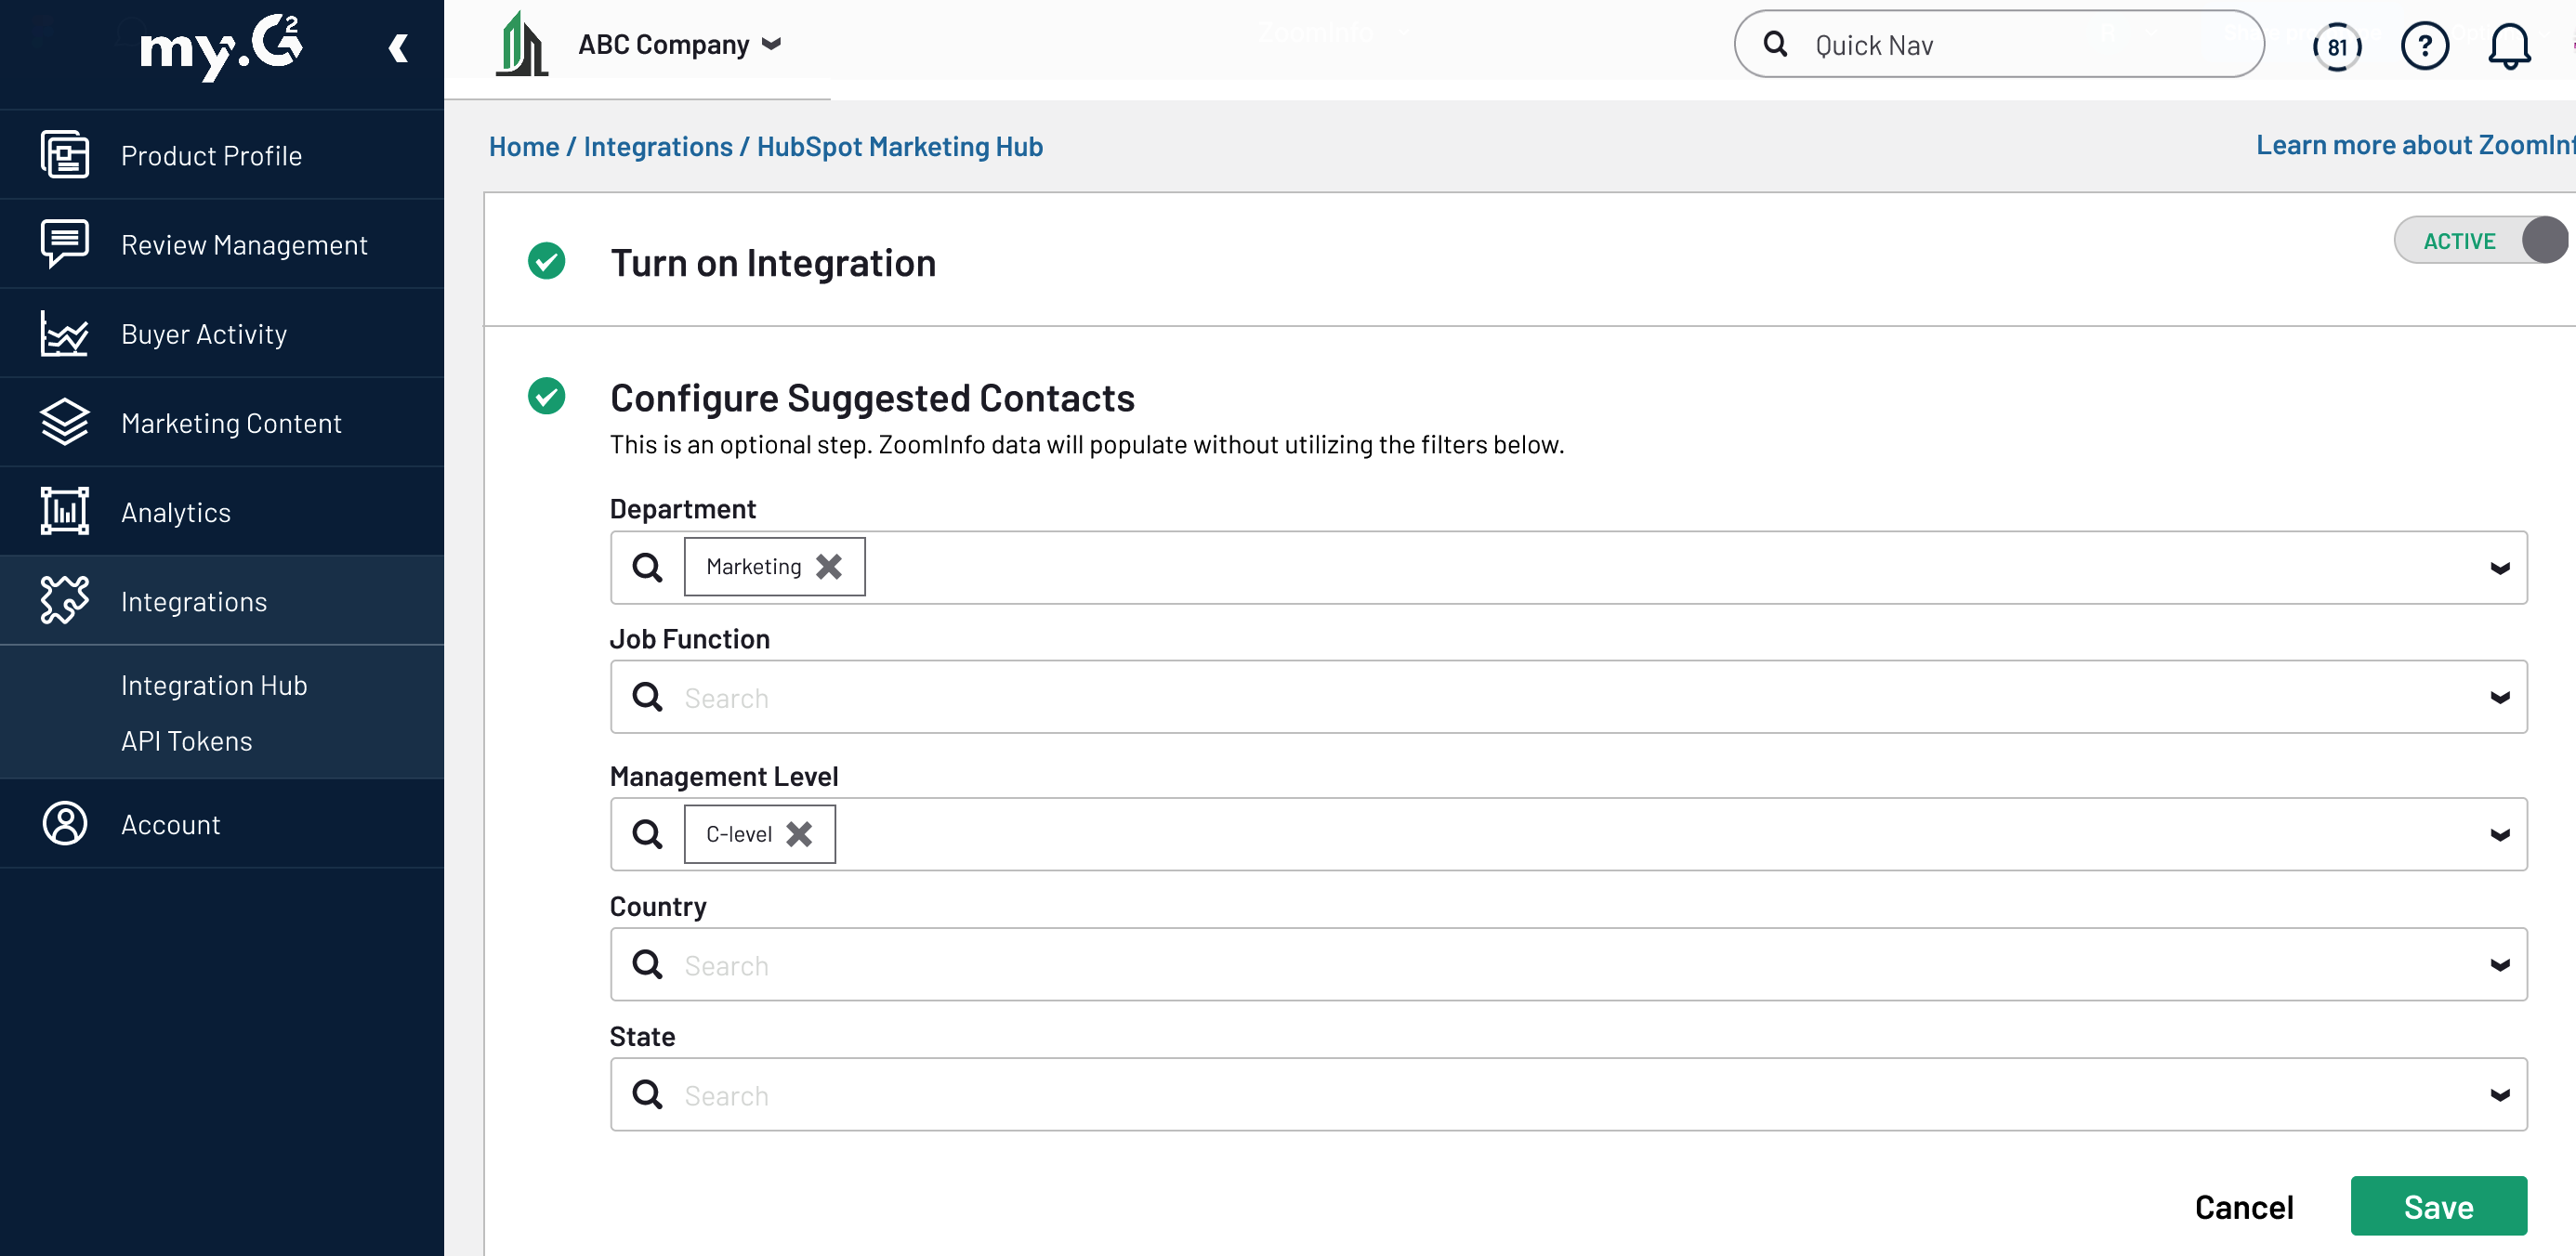 my.G2
ABC Company
Quick Nav
81
?
Home / Integrations / HubSpot Marketing Hub
Learn more about
Product Profile
Review Management
Buyer Activity
Marketing Content
Analytics
Integrations
Integration Hub
API Tokens
Account
Turn on Integration
ACTIVE
Configure Suggested Contacts
This is an optional step. ZoomInfo data will populate without utilizing the filters below.
Department
Marketing
Job Function
Search
Management Level
C-level
Country
Search
State
Search
Cancel
Save